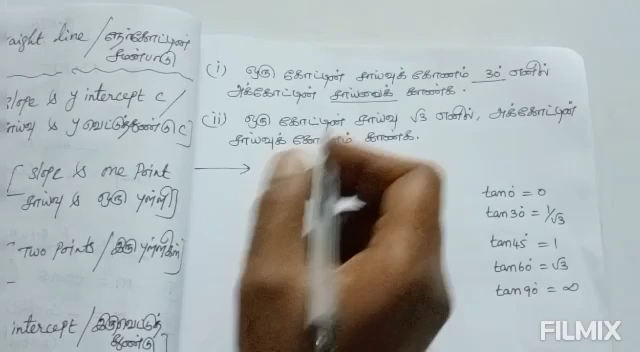 aight line / நேர்கோட்டின்
சமன்பாடு
Slope & y intercept c /
சாய்வு & y வெட்டுத்துண்டு c]
[ Slope & one Point
சாய்வு & ஒரு புள்ளி]
Two Points / இரு புள்ளிகள்]
intercept / இருவெட்டுத்
துண்டு ]
(i) ஒரு கோட்டின் சாய்வுக் கோணம் 30° எனில்
அக்கோட்டின் சாய்வைக் காண்க.
(ii) ஒரு கோட்டின் சாய்வு √3 எனில், அக்கோட்டின்
சாய்வுக் காண்க.
tan0° = 0
tan30° = 1/√3
tan45° = 1
tan60° = √3
tan90° = ∞
FILMIX